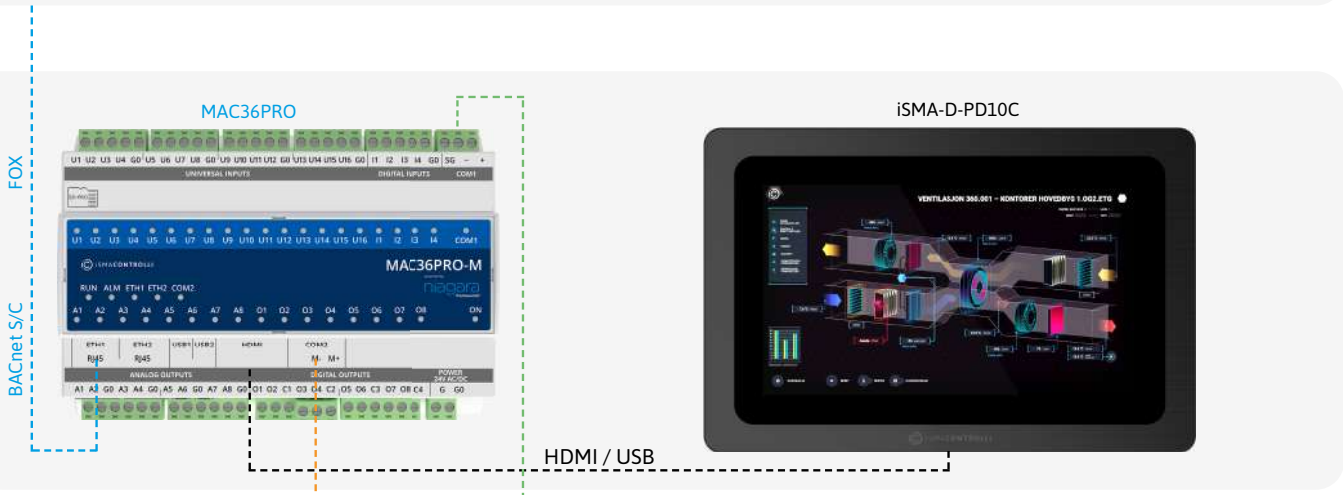 MAC36PRO
iSMA-D-PD10C
FOX
BACnet S/C
U1 U2 U3 U4 G0 U5 U6 U7 U8 G0 U9 U10 U11 U12 G0 U13 U14 U15 U16 G0 I1 I2 I3 I4 G0 SG - +
UNIVERSAL INPUTS DIGITAL INPUTS COM1
U1 U2 U3 U4 U5 U6 U7 U8 U9 U10 U11 U12 U13 U14 U15 U16 I1 I2 I3 I4 COM1
iSMACONTROLLI
MAC36PRO-M
niagara
RUN ALM ETH1 ETH2 COM2
A1 A2 A3 A4 A5 A6 A7 A8 O1 O2 O3 O4 O5 O6 O7 O8 ON
ETH1 ETH2 USB1 USB2 HDMI COM2
RJ45 RJ45 M- M+
ANALOG OUTPUTS DIGITAL OUTPUTS POWER
24V AC/DC
A1 A2 G0 A3 A4 G0 A5 A6 G0 A7 A8 G0 O1 O2 C1 O3 O4 C2 O5 O6 C3 O7 O8 C4 G G0
VENTILASJON 360.001 – KONTORER HOVEDBYG 1.OG2.ETG
iSMACONTROLLI
HDMI / USB